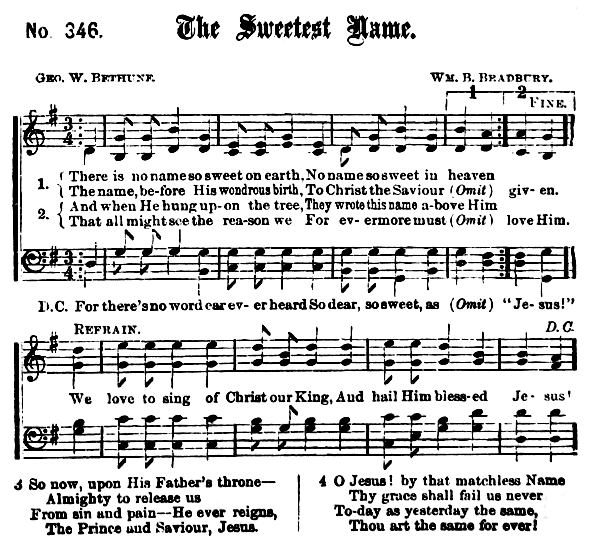 No. 346. The Sweetest Name.
GEO. W. BETHUNE. WM. B. BRADBURY.
1 2 FINE.
1. There is no name so sweet on earth, No name so sweet in heaven
The name, be-fore His wondrous birth, To Christ the Saviour (Omit) giv-en.
2. And when He hung up-on the tree, They wrote this name a-bove Him
That all might see the rea-son we For ev-ermore must (Omit) love Him.
D.C. For there's no word ear ev-er heard So dear, so sweet, as (Omit) "Je-sus!"
REFRAIN. D.C.
We love to sing of Christ our King, And hail Him bless-ed Je-sus!
3 So now, upon His Father's throne—
Almighty to release us
From sin and pain—He ever reigns,
The Prince and Saviour, Jesus.
4 O Jesus! by that matchless Name
Thy grace shall fail us never
To-day as yesterday the same,
Thou art the same for ever!